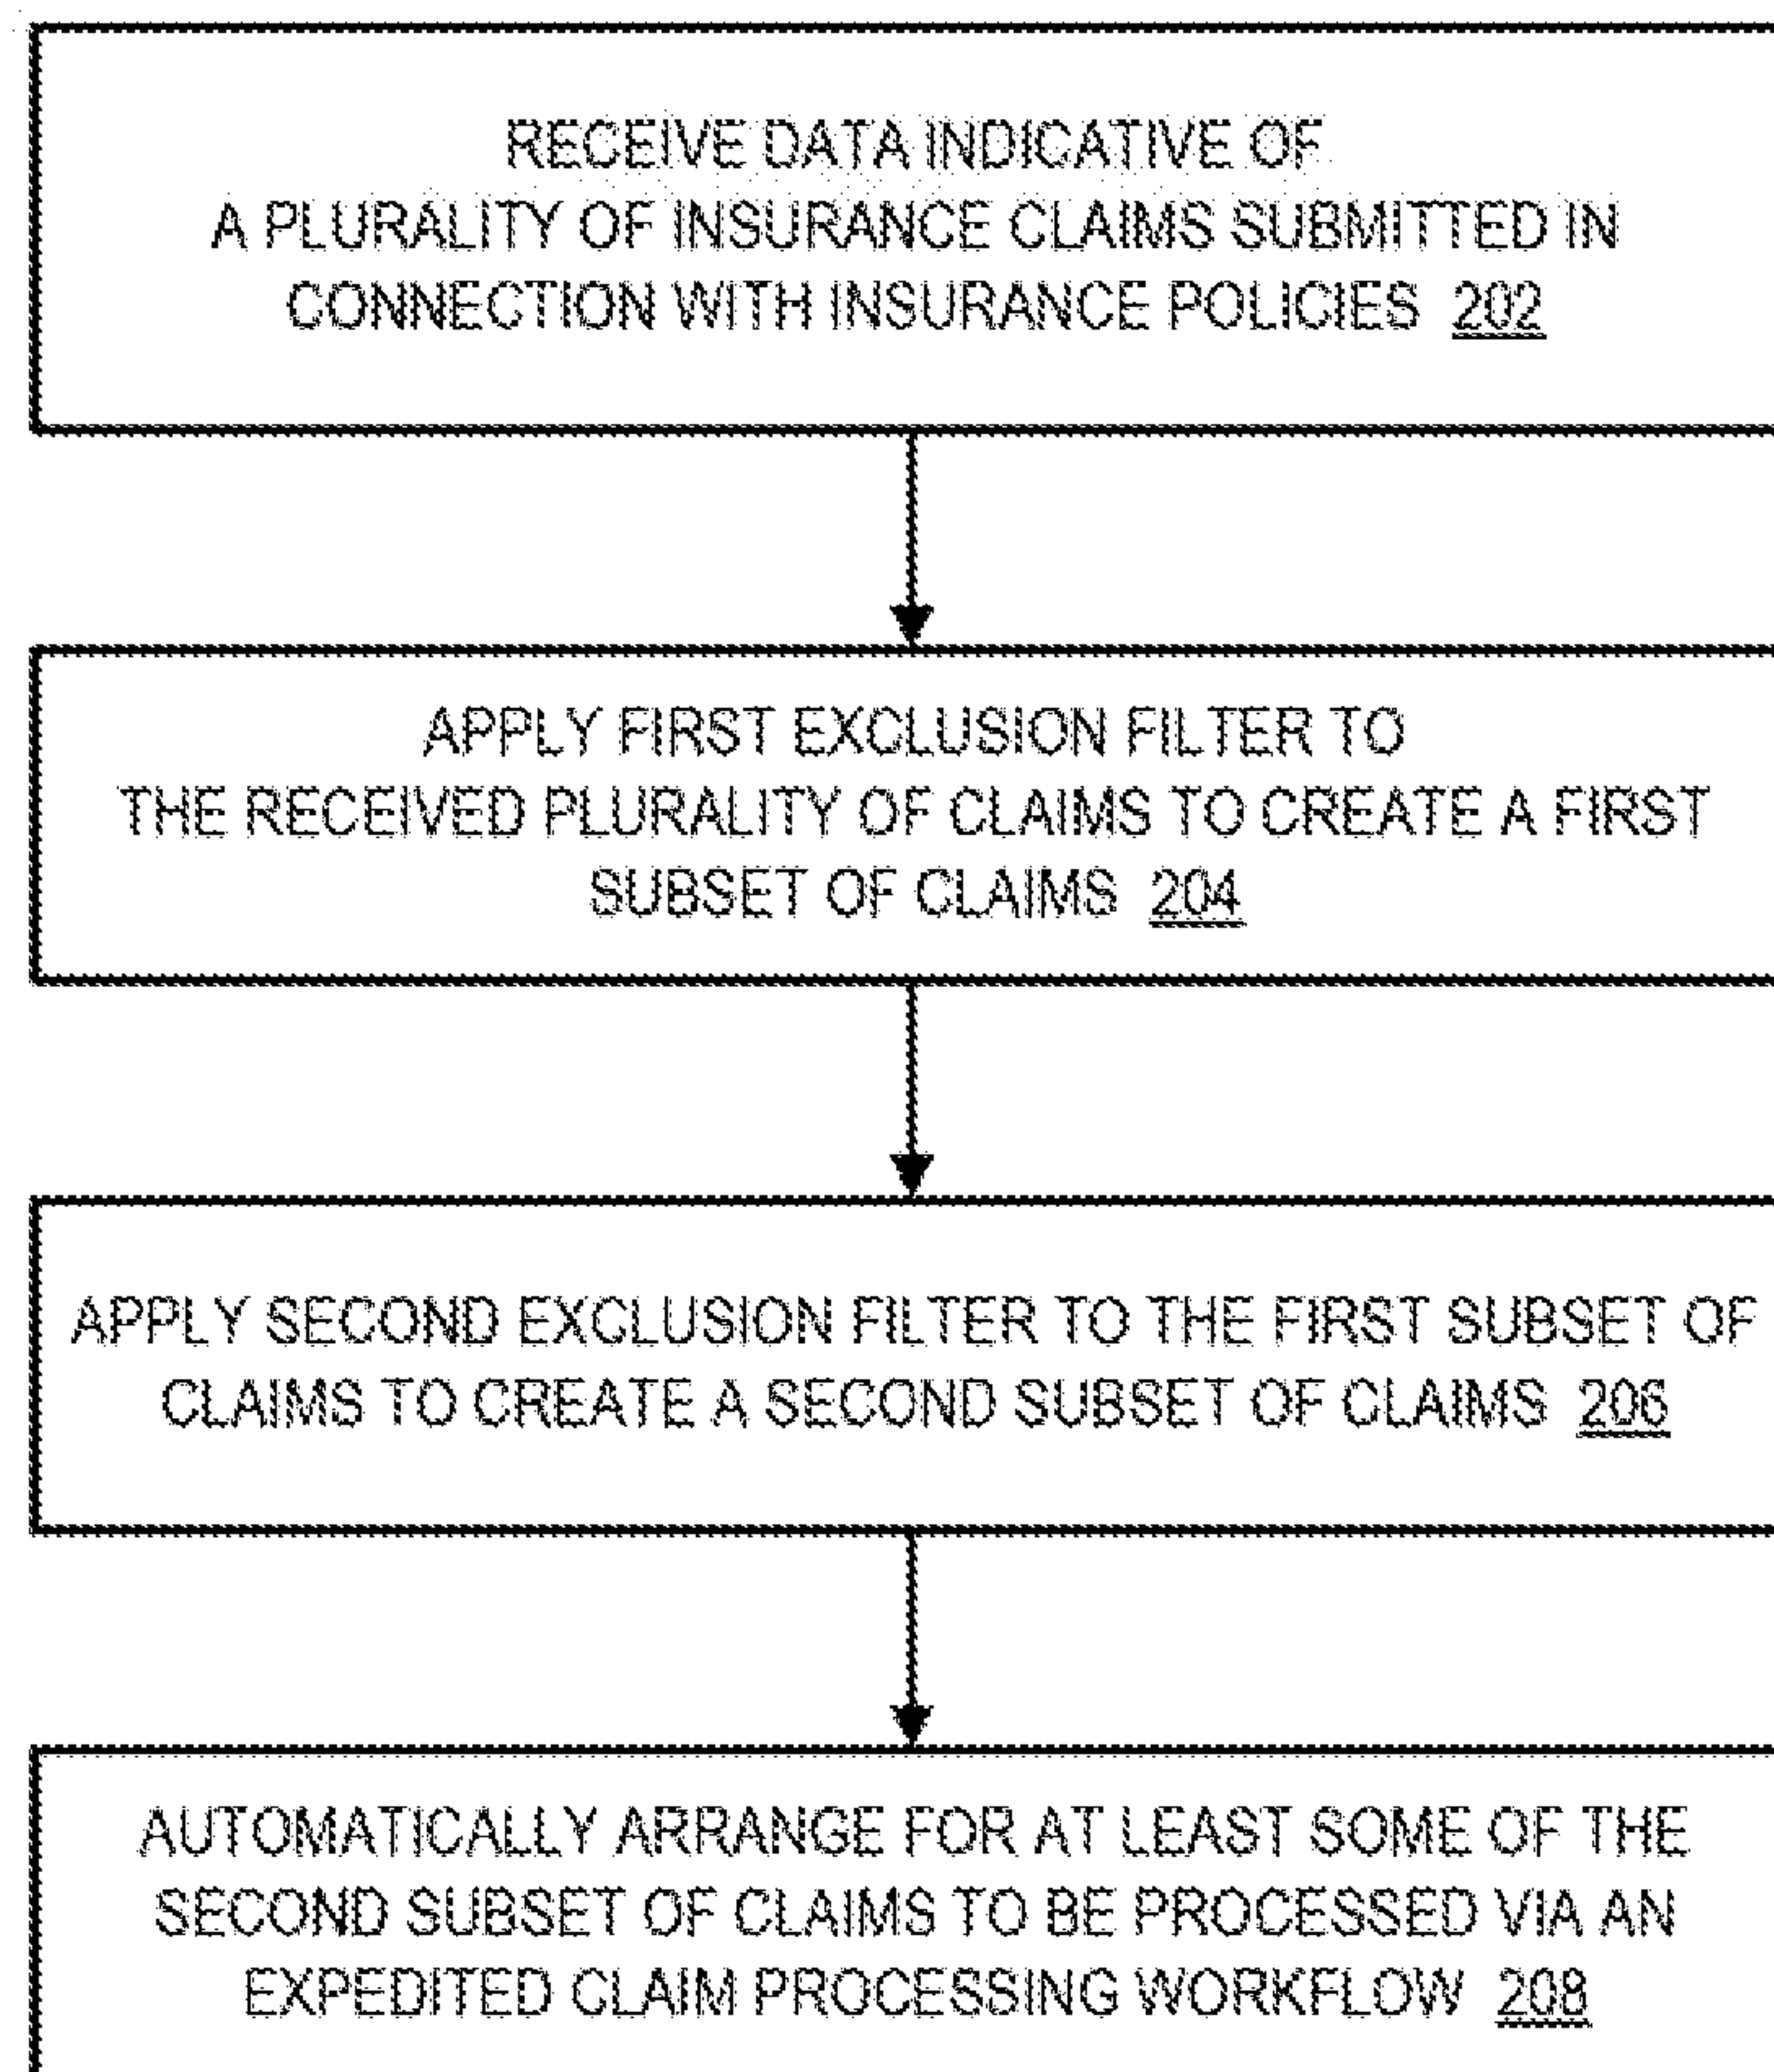 RECEIVE DATA INDICATIVE OF
A PLURALITY OF INSURANCE CLAIMS SUBMITTED IN
CONNECTION WITH INSURANCE POLICIES 202
APPLY FIRST EXCLUSION FILTER TO
THE RECEIVED PLURALITY OF CLAIMS TO CREATE A FIRST
SUBSET OF CLAIMS 204
APPLY SECOND EXCLUSION FILTER TO THE FIRST SUBSET OF
CLAIMS TO CREATE A SECOND SUBSET OF CLAIMS 206
AUTOMATICALLY ARRANGE FOR AT LEAST SOME OF THE
SECOND SUBSET OF CLAIMS TO BE PROCESSED VIA AN
EXPEDITED CLAIM PROCESSING WORKFLOW 208